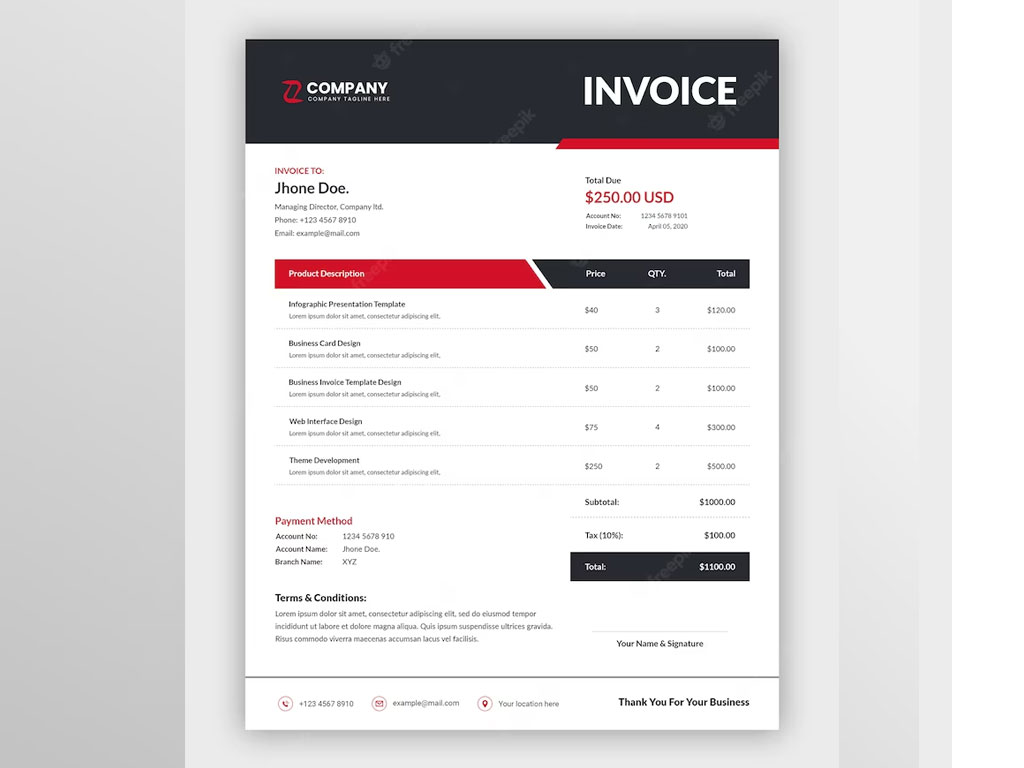 COMPANY
COMPANY TAGLINE HERE
INVOICE
INVOICE TO:
Jhone Doe.
Managing Director, Company ltd.
Phone: +123 4567 8910
Email: example@mail.com
Total Due
$250.00 USD
Account No: 1234 5678 9101
Invoice Date: April 05, 2020
Product Description Price QTY. Total
Infographic Presentation Template
Lorem ipsum dolor sit amet, consectetur adipiscing elit,
$40 3 $120.00
Business Card Design
Lorem ipsum dolor sit amet, consectetur adipiscing elit,
$50 2 $100.00
Business Invoice Template Design
Lorem ipsum dolor sit amet, consectetur adipiscing elit,
$50 2 $100.00
Web Interface Design
Lorem ipsum dolor sit amet, consectetur adipiscing elit,
$75 4 $300.00
Theme Development
Lorem ipsum dolor sit amet, consectetur adipiscing elit,
$250 2 $500.00
Subtotal: $1000.00
Tax (10%): $100.00
Total: $1100.00
Payment Method
Account No: 1234 5678 910
Account Name: Jhone Doe.
Branch Name: XYZ
Terms & Conditions:
Lorem ipsum dolor sit amet, consectetur adipiscing elit, sed do eiusmod tempor
incididunt ut labore et dolore magna aliqua. Quis ipsum suspendisse ultrices gravida.
Risus commodo viverra maecenas accumsan lacus vel facilisis.
Your Name & Signature
+123 4567 8910 example@mail.com Your location here
Thank You For Your Business
freepik